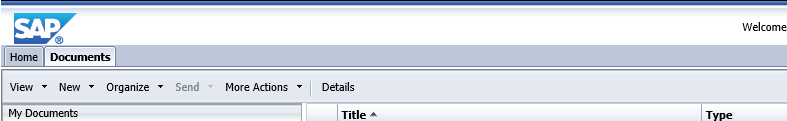 SAP ®
Welcome
Home Documents
View New Organize Send More Actions Details
My Documents Title Type